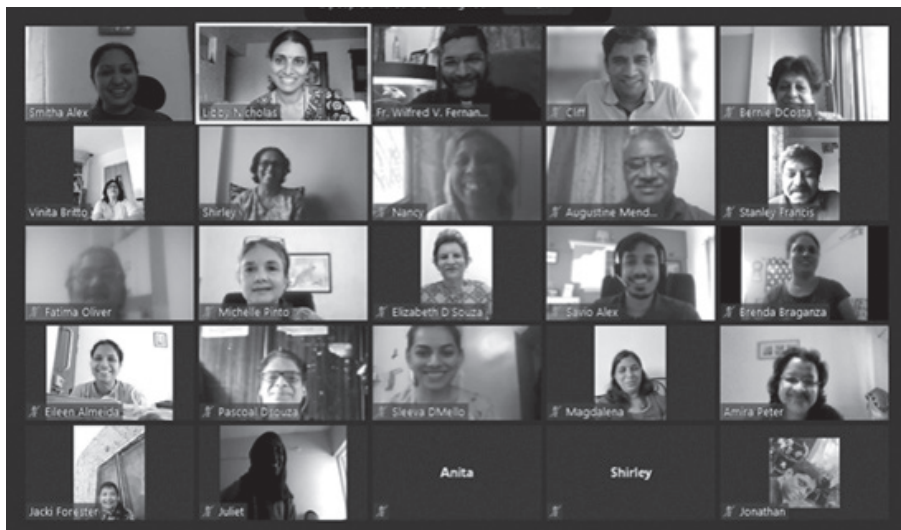 Smitha Alex
Libby Nicholas
Fr. Wilfred V. Fernan...
Cliff
Bernie DCosta
Vinita Britto
Shirley
Nancy
Augustine Mend...
Stanley Francis
Fatima Oliver
Michelle Pinto
Elizabeth D Souza
Savio Alex
Brenda Braganza
Eileen Almeida
Pascoal Dsouza
Sleeva DMello
Magdalena
Amira Peter
Jacki Forester
Juliet
Anita
Shirley
Jonathan